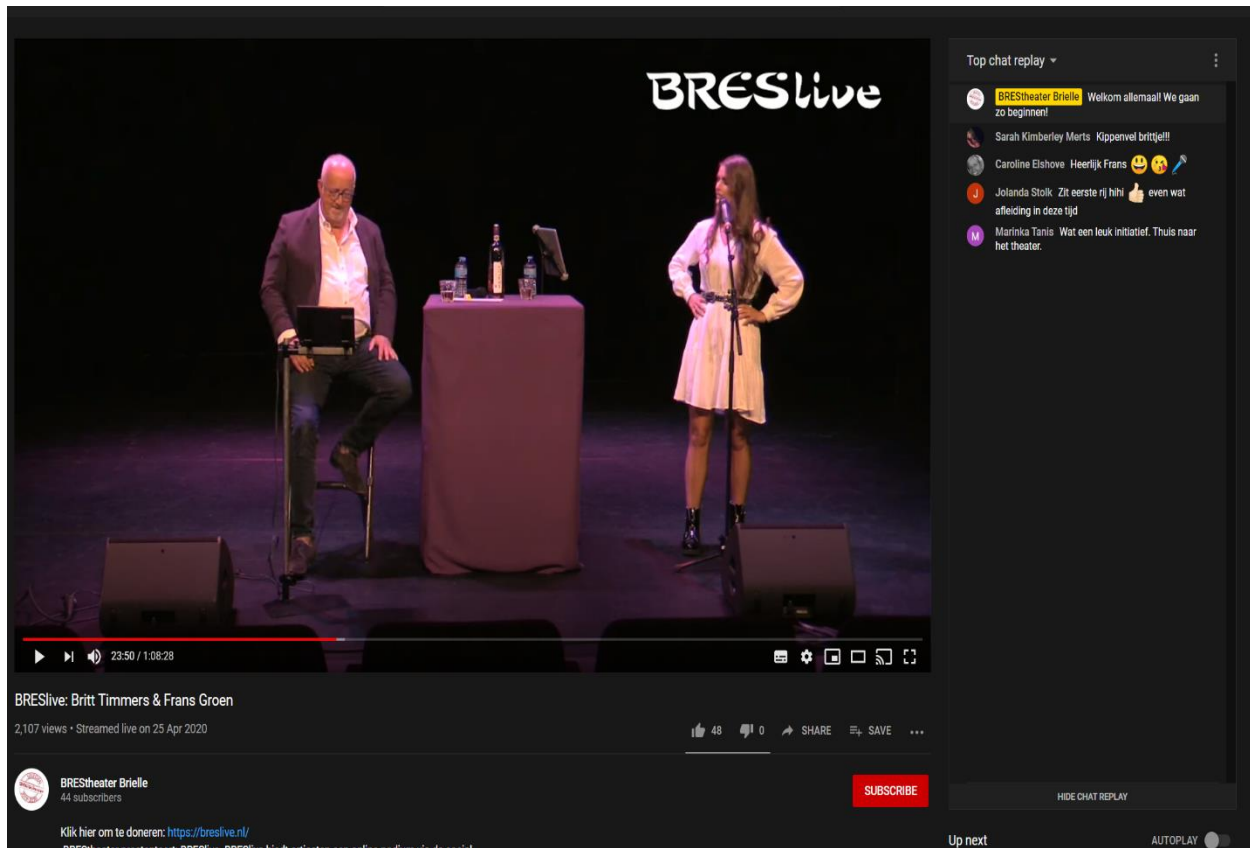 BRESlive
23:50 / 1:08:28
BRESlive: Britt Timmers & Frans Groen
2,107 views • Streamed live on 25 Apr 2020
48
0
SHARE
SAVE
BREStheater Brielle
44 subscribers
SUBSCRIBE
Klik hier om te doneren: https://breslive.nl/
Top chat replay
BREStheater Brielle Welkom allemaal! We gaan
zo beginnen!
Sarah Kimberley Merts Kippenvel brittje!!!
Caroline Elshove Heerlijk Frans 😃 😘 🎤
J
Jolanda Stolk Zit eerste rij hihi 👍🏻 even wat
afleiding in deze tijd
M
Marinka Tanis Wat een leuk initiatief. Thuis naar
het theater.
HIDE CHAT REPLAY
Up next
AUTOPLAY